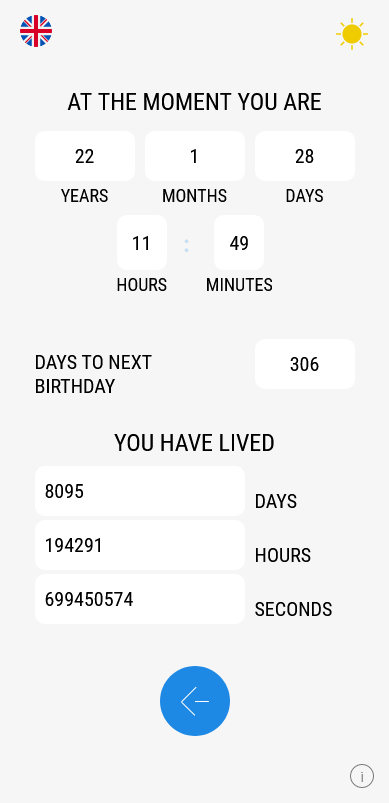 AT THE MOMENT YOU ARE
22 1 28
YEARS MONTHS DAYS
11 : 49
HOURS MINUTES
DAYS TO NEXT
BIRTHDAY
306
YOU HAVE LIVED
8095
DAYS
194291
HOURS
699450574
SECONDS
i